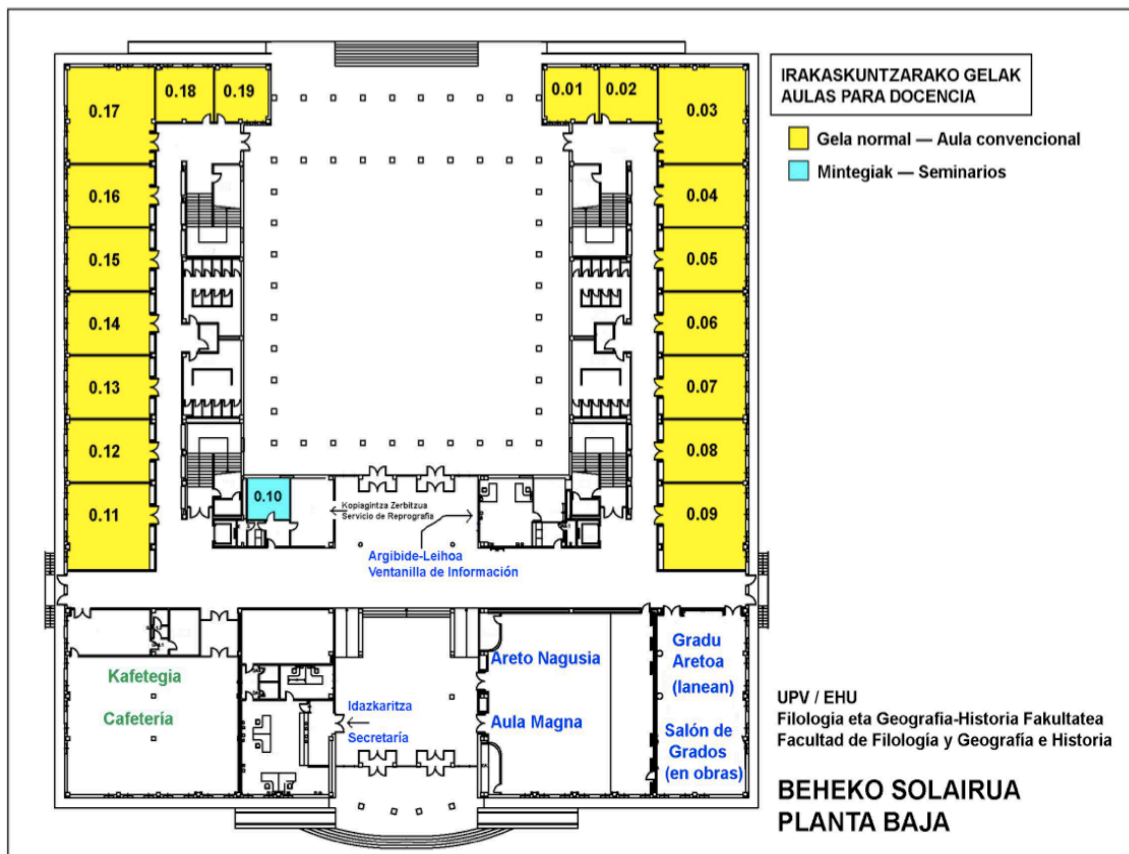 0.17
0.18
0.19
0.01
0.02
0.03
0.16
0.04
0.15
0.05
0.14
0.06
0.13
0.07
0.12
0.08
0.11
0.10
0.09
IRAKASKUNTZARAKO GELAK
AULAS PARA DOCENCIA
Gela normal — Aula convencional
Mintegiak — Seminarios
Kopiagintza Zerbitzua
Servicio de Reprografia
Argibide-Leihoa
Ventanilla de Información
Kafetegia
Cafetería
Idazkaritza
Secretaría
Areto Nagusia
Aula Magna
Gradu
Aretoa
(lanean)
Salón de
Grados
(en obras)
UPV / EHU
Filologia eta Geografia-Historia Fakultatea
Facultad de Filología y Geografía e Historia
BEHEKO SOLAIRUA
PLANTA BAJA